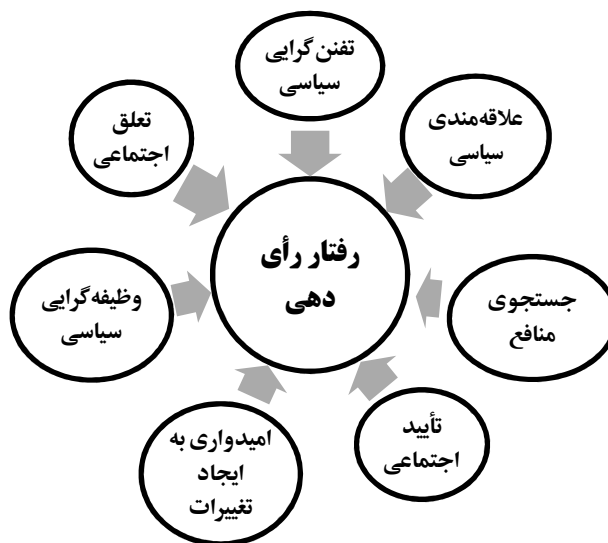 تفنن‌گرایی
سیاسی
علاقه‌مندی
سیاسی
جستجوی
منافع
تأیید
اجتماعی
امیدواری به
ایجاد
تغییرات
وظیفه‌گرایی
سیاسی
تعلق
اجتماعی
رفتار رأی
دهی